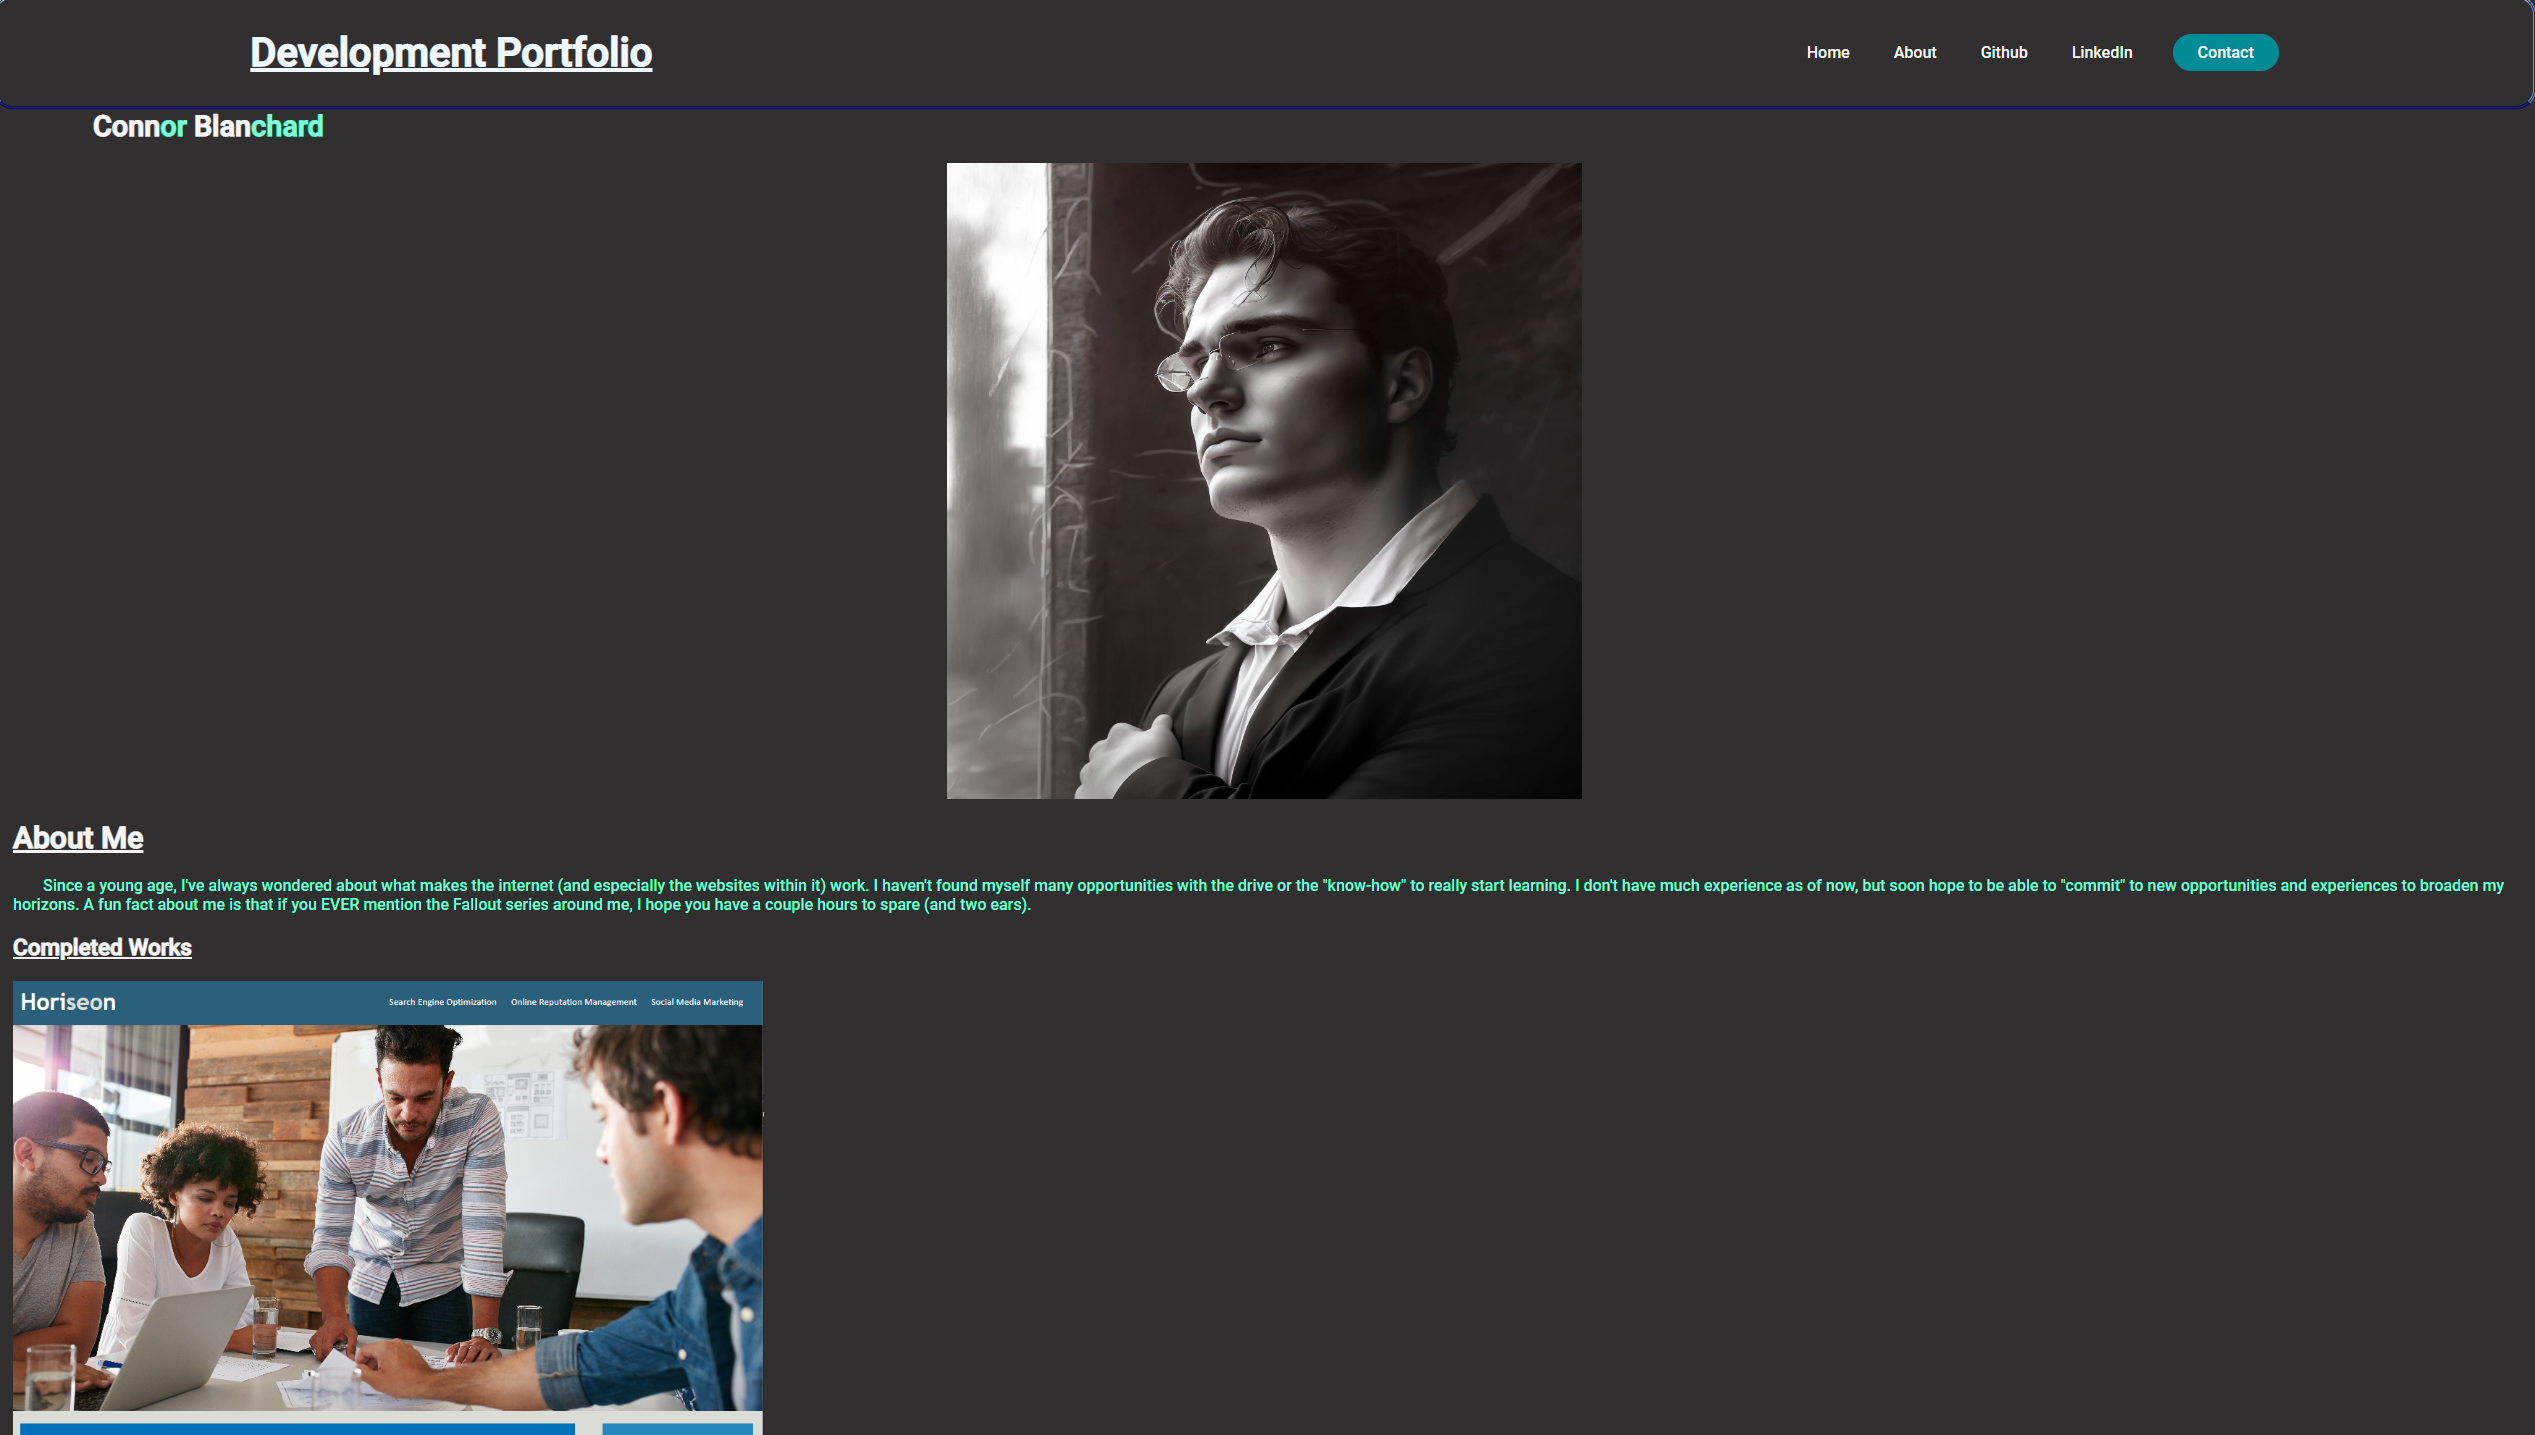 Development Portfolio
Home About Github LinkedIn Contact
Connor Blanchard
About Me
Since a young age, I've always wondered about what makes the internet (and especially the websites within it) work. I haven't found myself many opportunities with the drive or the "know-how" to really start learning. I don't have much experience as of now, but soon hope to be able to "commit" to new opportunities and experiences to broaden my
horizons. A fun fact about me is that if you EVER mention the Fallout series around me, I hope you have a couple hours to spare (and two ears).
Completed Works
Horiseon Search Engine Optimization Online Reputation Management Social Media Marketing